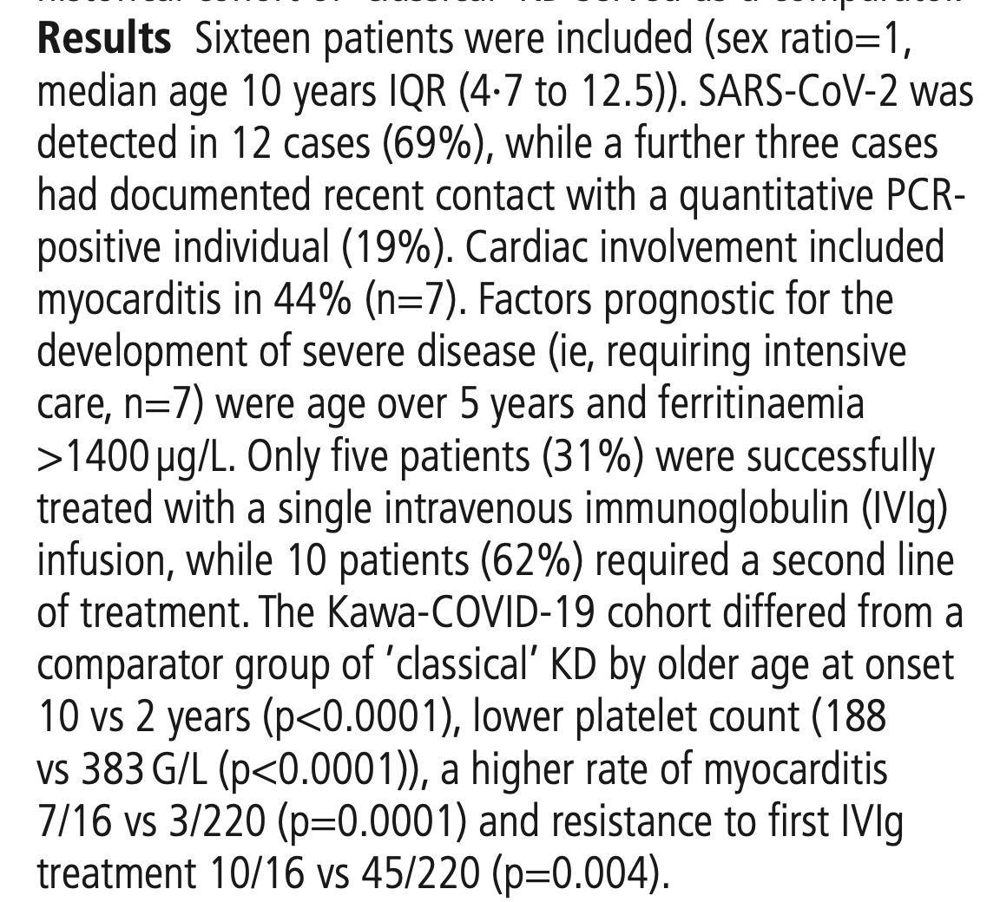 Results Sixteen patients were included (sex ratio=1,
median age 10 years IQR (4·7 to 12.5)). SARS-CoV-2 was
detected in 12 cases (69%), while a further three cases
had documented recent contact with a quantitative PCR-
positive individual (19%). Cardiac involvement included
myocarditis in 44% (n=7). Factors prognostic for the
development of severe disease (ie, requiring intensive
care, n=7) were age over 5 years and ferritinaemia
>1400 µg/L. Only five patients (31%) were successfully
treated with a single intravenous immunoglobulin (IVIg)
infusion, while 10 patients (62%) required a second line
of treatment. The Kawa-COVID-19 cohort differed from a
comparator group of ‘classical’ KD by older age at onset
10 vs 2 years (p<0.0001), lower platelet count (188
vs 383 G/L (p<0.0001)), a higher rate of myocarditis
7/16 vs 3/220 (p=0.0001) and resistance to first IVIg
treatment 10/16 vs 45/220 (p=0.004).